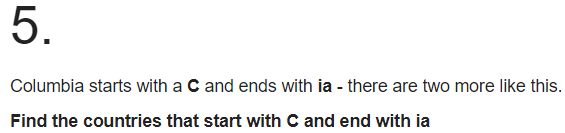 5.
Columbia starts with a C and ends with ia - there are two more like this.
Find the countries that start with C and end with ia